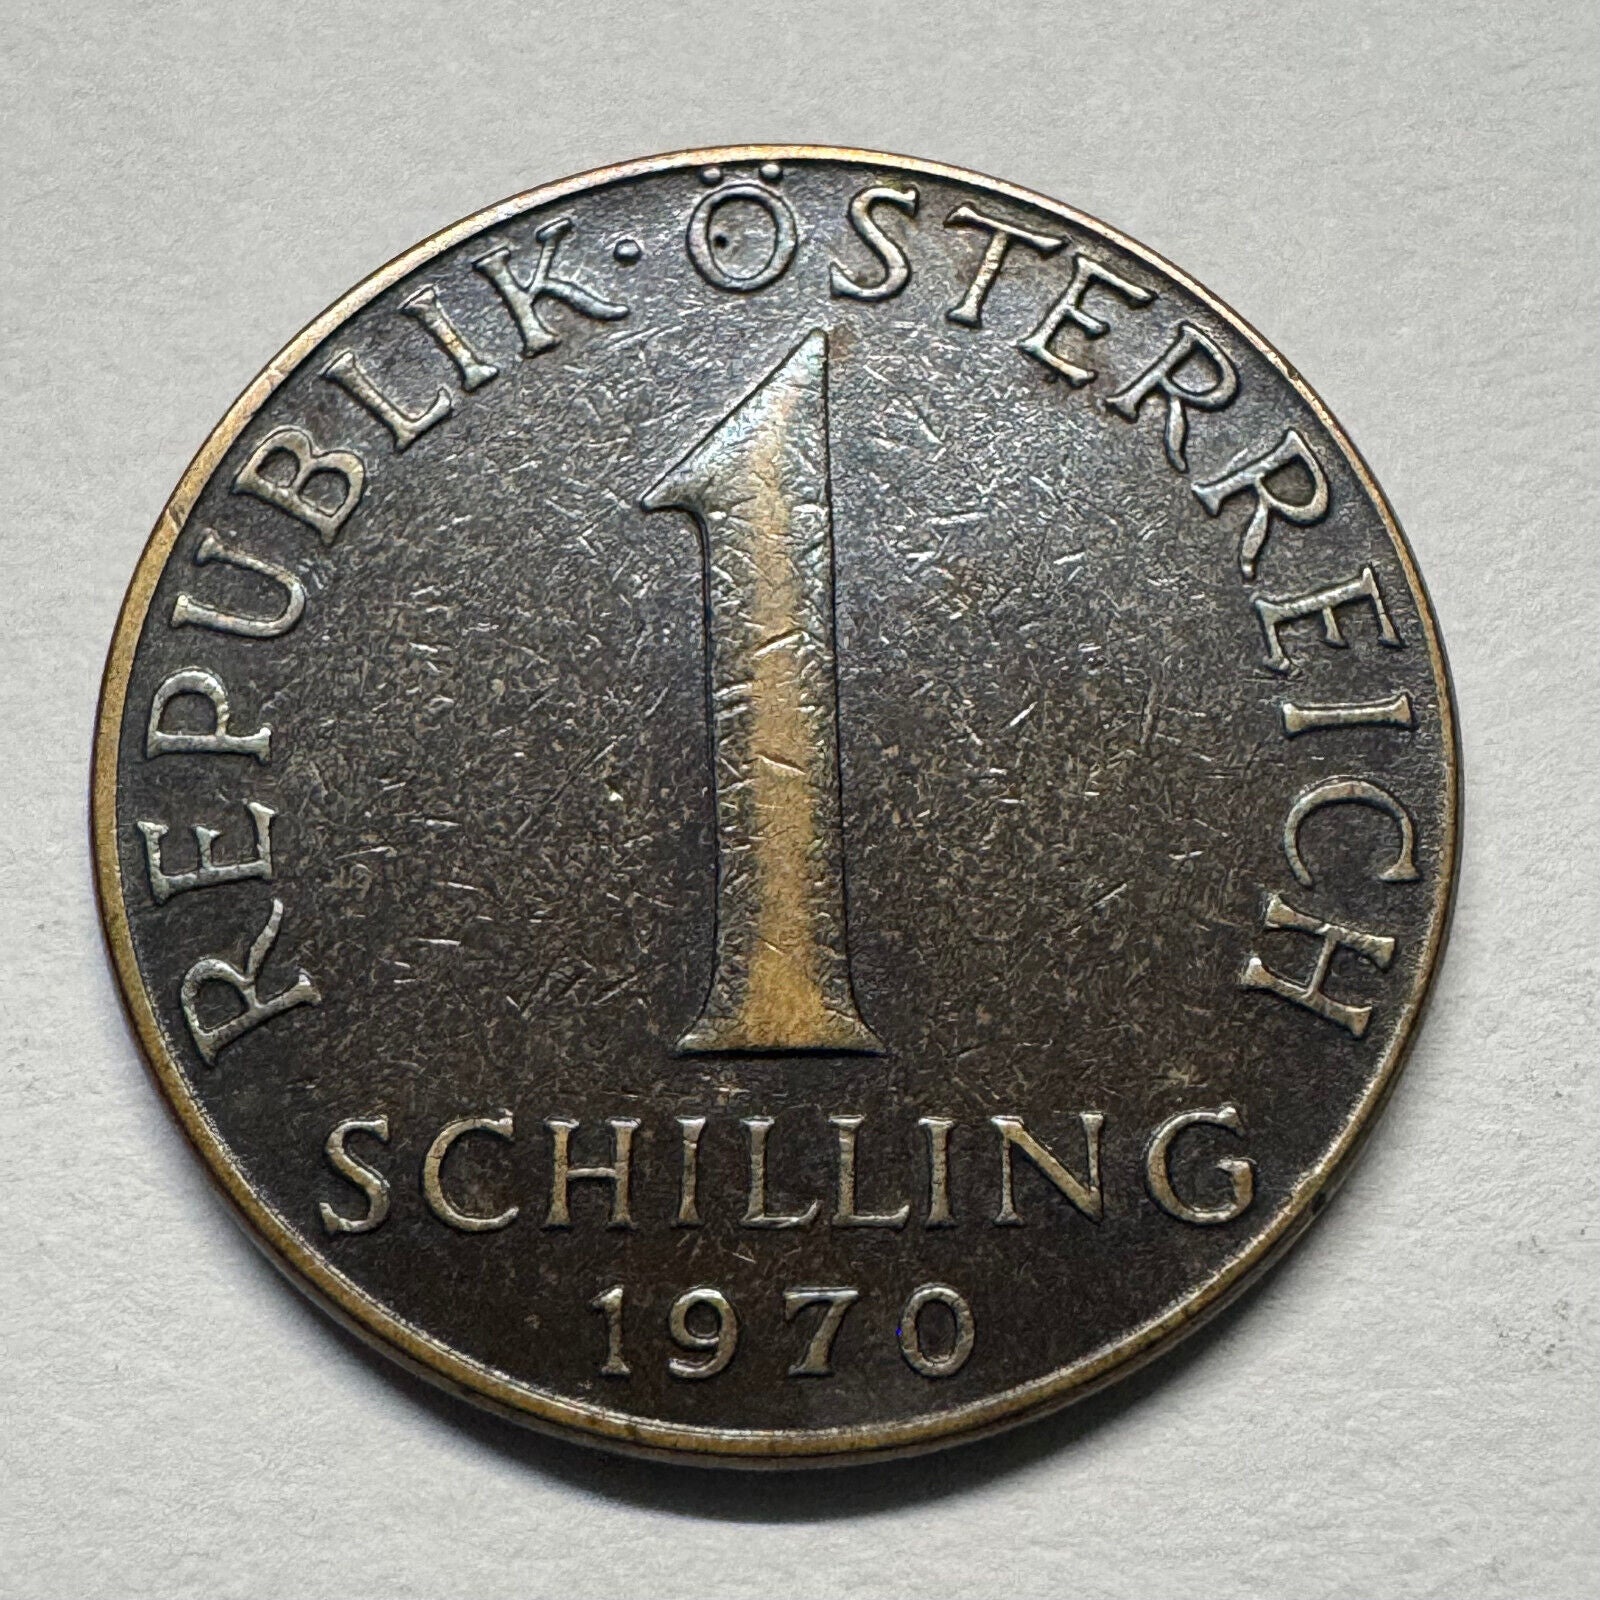 REPUBLIK · ÖSTERREICH
1
SCHILLING
1970